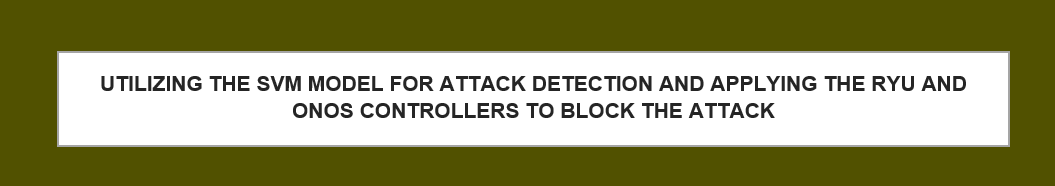 UTILIZING THE SVM MODEL FOR ATTACK DETECTION AND APPLYING THE RYU AND
ONOS CONTROLLERS TO BLOCK THE ATTACK